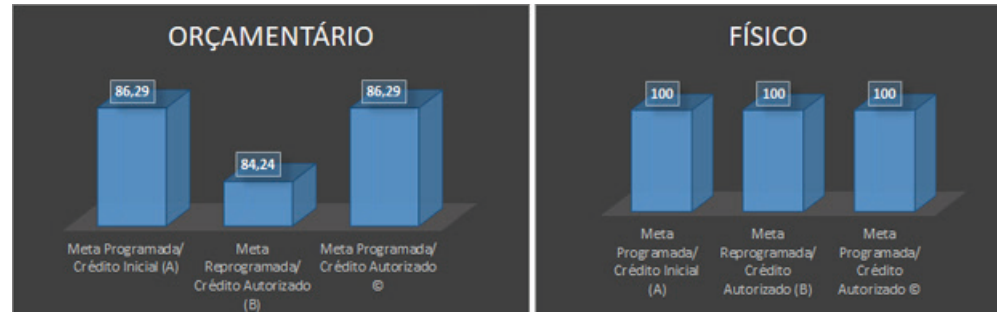 ORÇAMENTÁRIO
86,29
84,24
86,29
Meta Programada/
Crédito Inicial (A)
Meta
Reprogramada/
Crédito Autorizado
(B)
Meta Programada/
Crédito Autorizado
©
FÍSICO
100
100
100
Meta
Programada/
Crédito Inicial
(A)
Meta
Reprogramada/
Crédito
Autorizado (B)
Meta
Programada/
Crédito
Autorizado ©